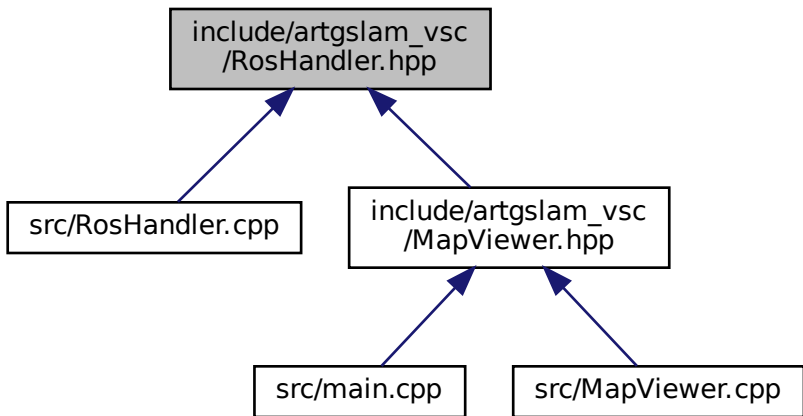 include/artgslam_vsc
/RosHandler.hpp
src/RosHandler.cpp
include/artgslam_vsc
/MapViewer.hpp
src/main.cpp
src/MapViewer.cpp